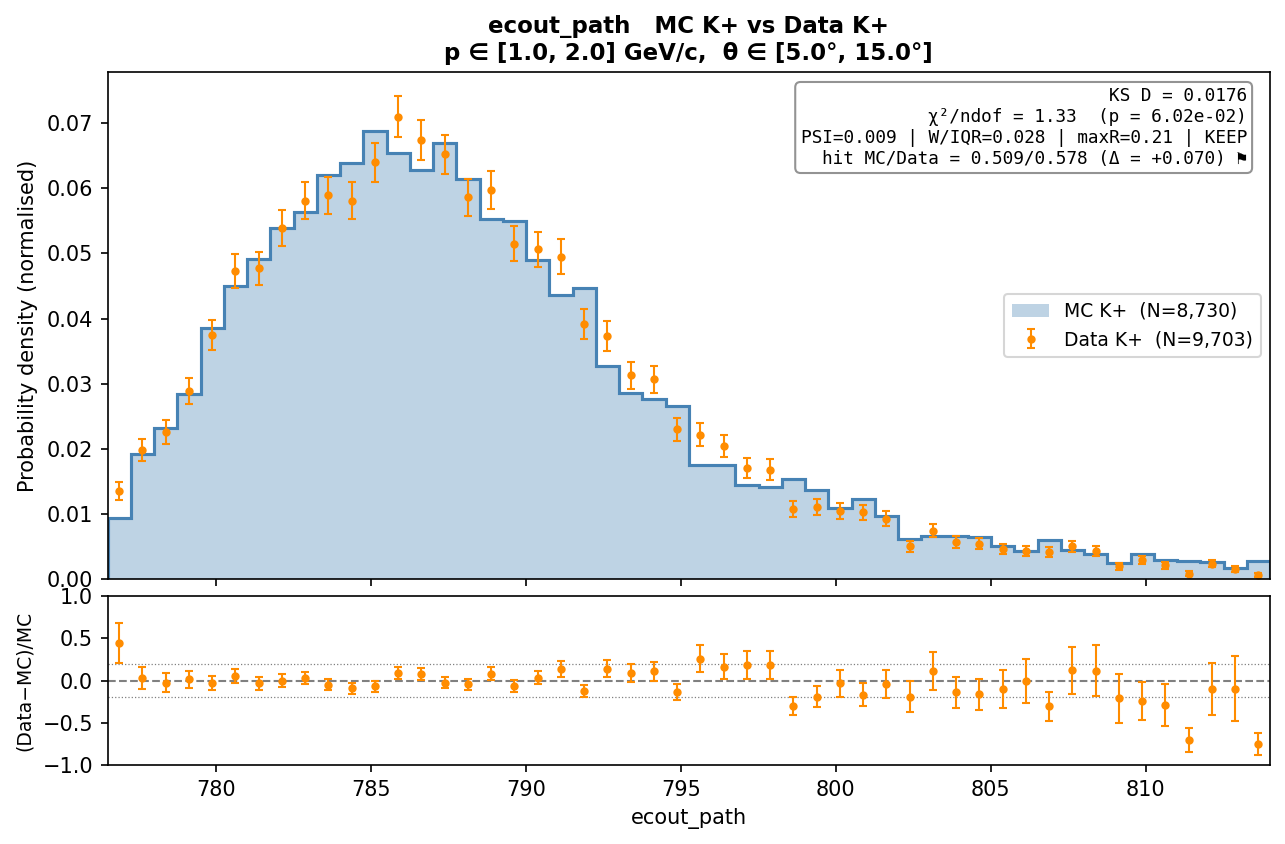 ecout_path   MC K+ vs Data K+
p ∈ [1.0, 2.0] GeV/c,  θ ∈ [5.0°, 15.0°]
KS D = 0.0176
χ²/ndof = 1.33  (p = 6.02e-02)
PSI=0.009 | W/IQR=0.028 | maxR=0.21 | KEEP
hit MC/Data = 0.509/0.578 (Δ = +0.070) ⚑
MC K+  (N=8,730)
Data K+  (N=9,703)
Probability density (normalised)
0.07
0.06
0.05
0.04
0.03
0.02
0.01
0.00
(Data−MC)/MC
1.0
0.5
0.0
−0.5
−1.0
780
785
790
795
800
805
810
ecout_path